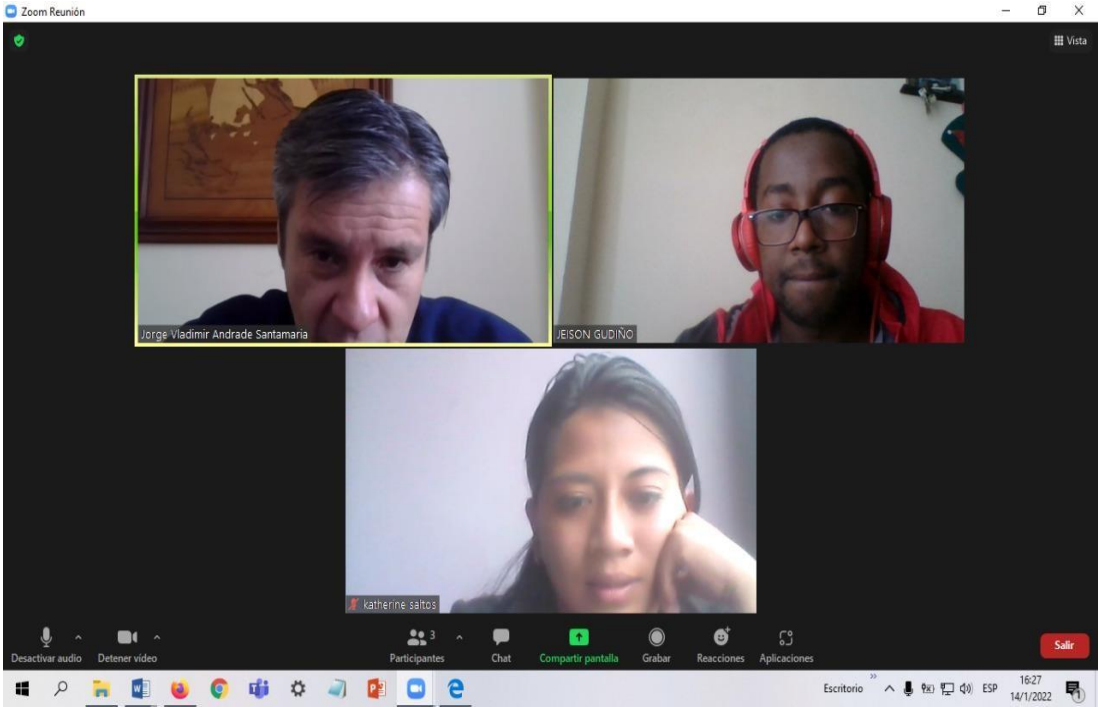 Zoom Reunión
Vista
Jorge Vladimir Andrade Santamaria
JEISON GUDIÑO
katherine saltos
Desactivar audio
Detener vídeo
Participantes
3
Chat
Compartir pantalla
Grabar
Reacciones
Aplicaciones
Salir
Escritorio
ESP
16:27
14/1/2022